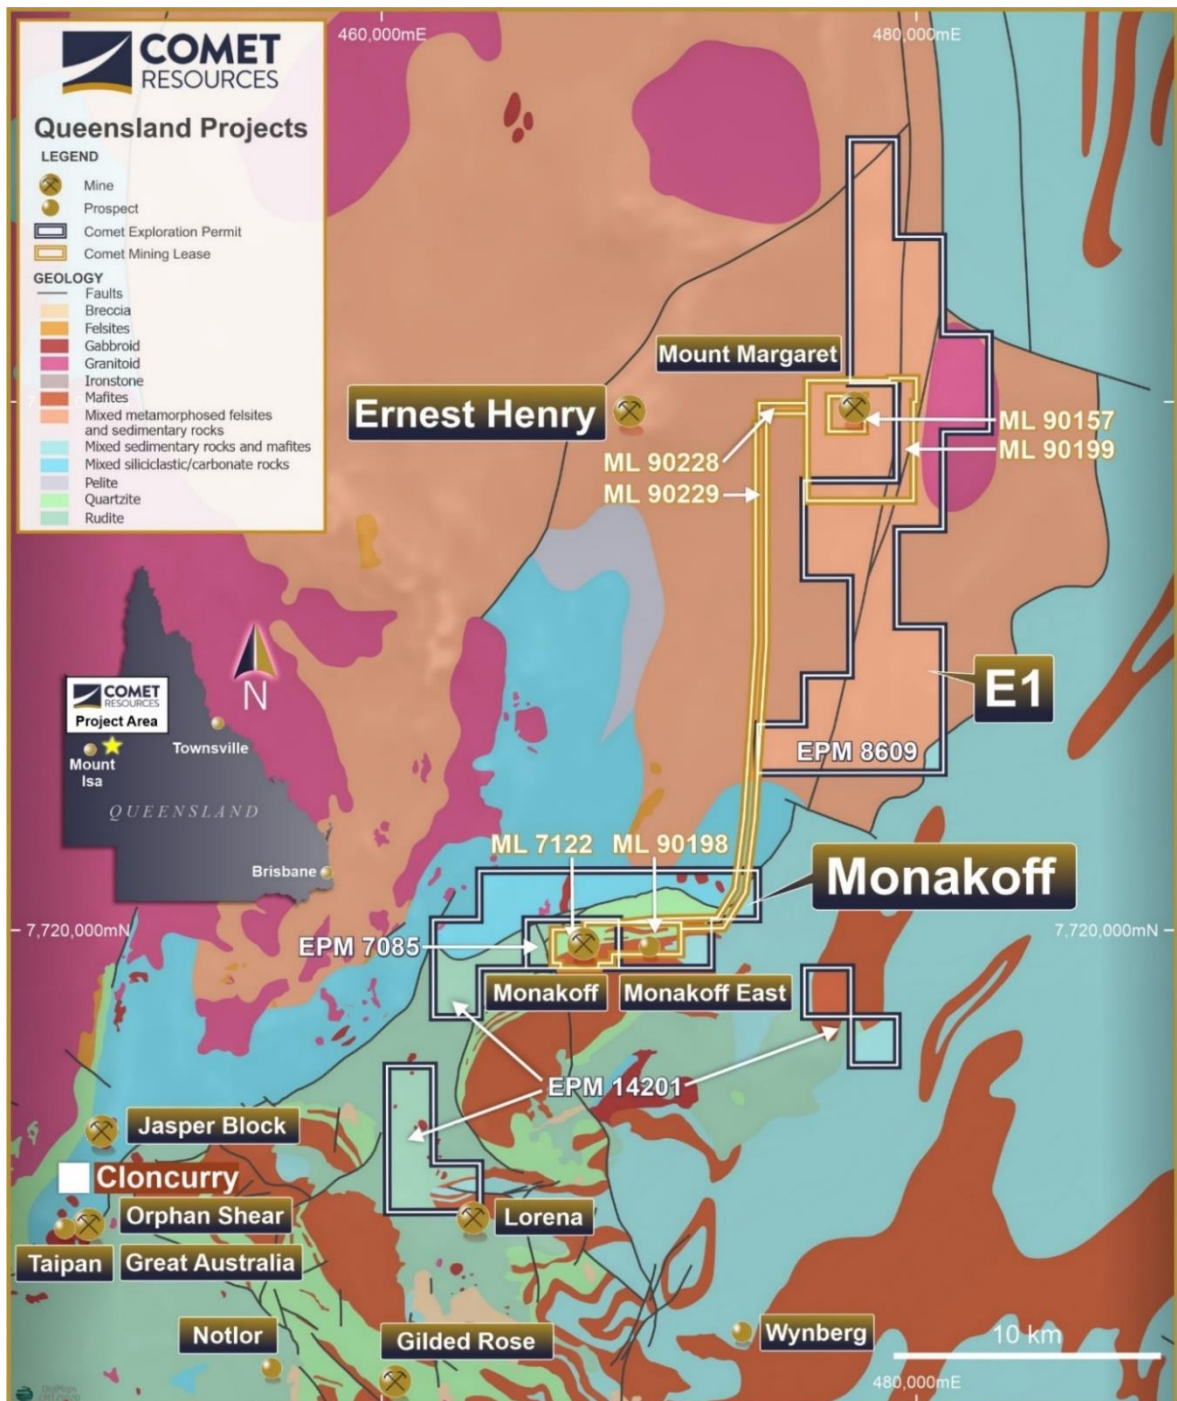 COMET
RESOURCES
Queensland Projects
LEGEND
Mine
Prospect
Comet Exploration Permit
Comet Mining Lease
GEOLOGY
Faults
Breccia
Felsites
Gabbroid
Granitoid
Ironstone
Mafites
Mixed metamorphosed felsites
and sedimentary rocks
Mixed sedimentary rocks and mafites
Mixed siliciclastic/carbonate rocks
Pelite
Quartzite
Rudite
460,000mE
480,000mE
Mount Margaret
Ernest Henry
ML 90157
ML 90199
ML 90228
ML 90229
E1
EPM 8609
COMET
RESOURCES
Project Area
Townsville
Mount
Isa
QUEENSLAND
Brisbane
N
ML 7122
ML 90198
Monakoff
7,720,000mN
7,720,000mN
EPM 7085
Monakoff
Monakoff East
EPM 14201
Jasper Block
Cloncurry
Orphan Shear
Taipan
Great Australia
Lorena
Notlor
Gilded Rose
Wynberg
10 km
480,000mE